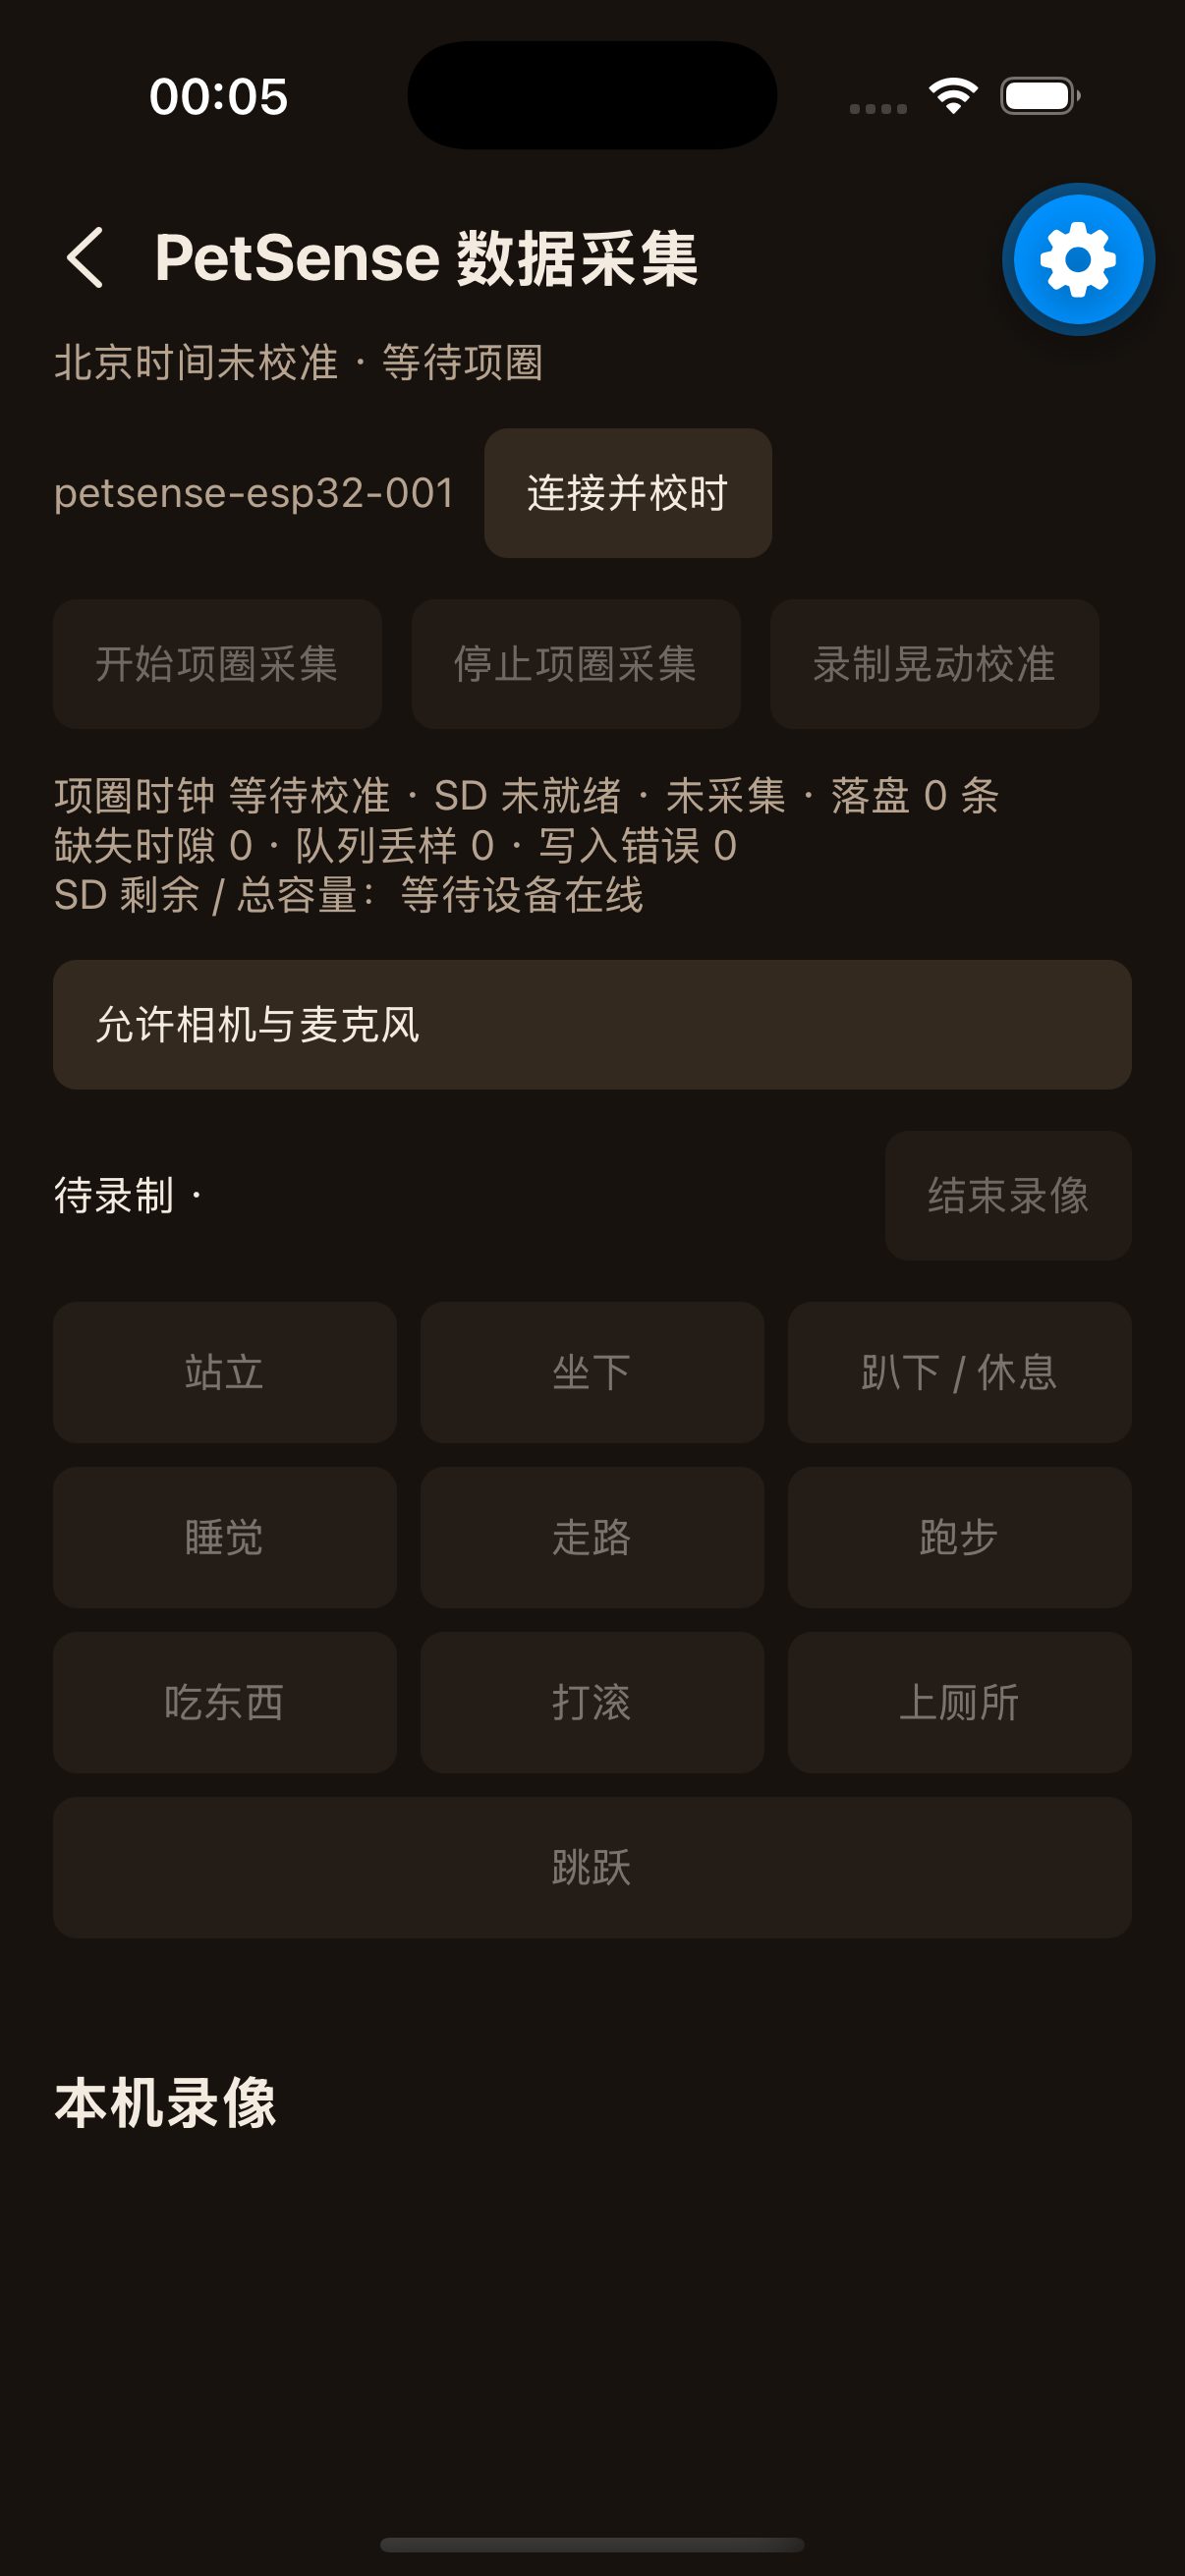 00:05
PetSense 数据采集
北京时间未校准 · 等待项圈
petsense-esp32-001 连接并校时
开始项圈采集 停止项圈采集 录制晃动校准
项圈时钟 等待校准 · SD 未就绪 · 未采集 · 落盘 0 条
缺失时隙 0 · 队列丢样 0 · 写入错误 0
SD 剩余 / 总容量：等待设备在线
允许相机与麦克风
待录制 · 结束录像
站立 坐下 趴下 / 休息
睡觉 走路 跑步
吃东西 打滚 上厕所
跳跃
本机录像